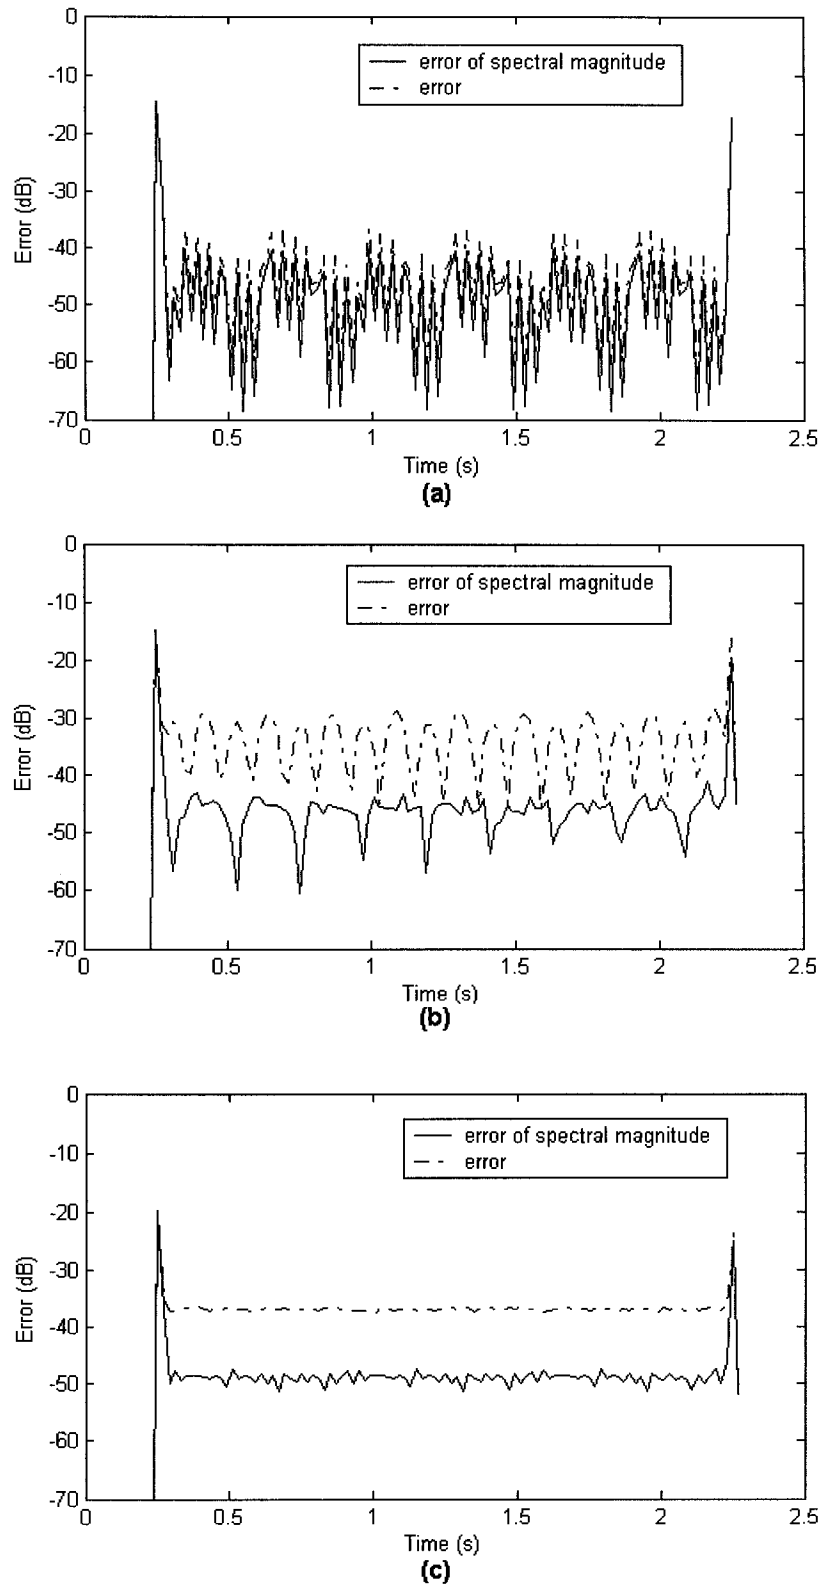 0
-10
-20
-30
-40
-50
-60
-70
Error (dB)
error of spectral magnitude
error
0
0.5
1
1.5
2
2.5
Time (s)
(a)
0
-10
-20
-30
-40
-50
-60
-70
Error (dB)
error of spectral magnitude
error
0
0.5
1
1.5
2
2.5
Time (s)
(b)
0
-10
-20
-30
-40
-50
-60
-70
Error (dB)
error of spectral magnitude
error
0
0.5
1
1.5
2
2.5
Time (s)
(c)